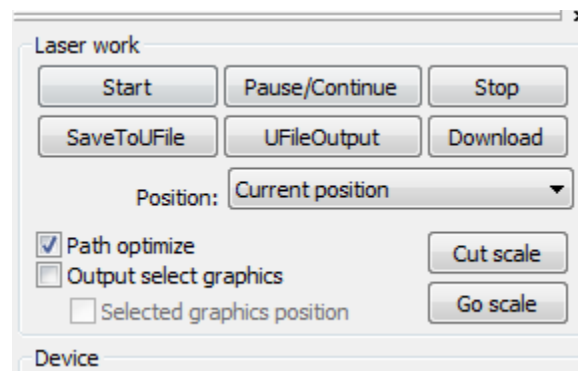 Laser work
Start Pause/Continue Stop
SaveToUFile UFileOutput Download
Position: Current position
Path optimize
Cut scale
Output select graphics
Selected graphics position
Go scale
Device